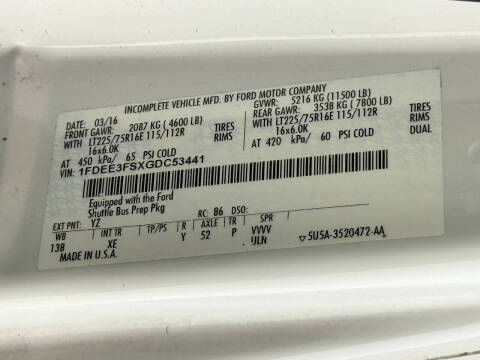 INCOMPLETE VEHICLE MFD. BY FORD MOTOR COMPANY
DATE: 03/16 GVWR: 5216 KG (11500 LB)
FRONT GAWR: 2087 KG (4600 LB) REAR GAWR: 3538 KG (7800 LB)
WITH LT225/75R16E 115/112R TIRES WITH LT225/75R16E 115/112R TIRES
16x6.0K RIMS 16x6.0K RIMS
AT 450 kPa/ 65 PSI COLD AT 420 kPa/ 60 PSI COLD DUAL
VIN: 1FDEE3FSXGDC53441
Equipped with the Ford
Shuttle Bus Prep Pkg
EXT PNT: YZ RC: 86 DSO:
WB INT TR TP/PS R AXLE TR SPR
138 XE Y 52 P VVVV
MADE IN U.S.A. ULN ▽ 5U5A-3520472-AA